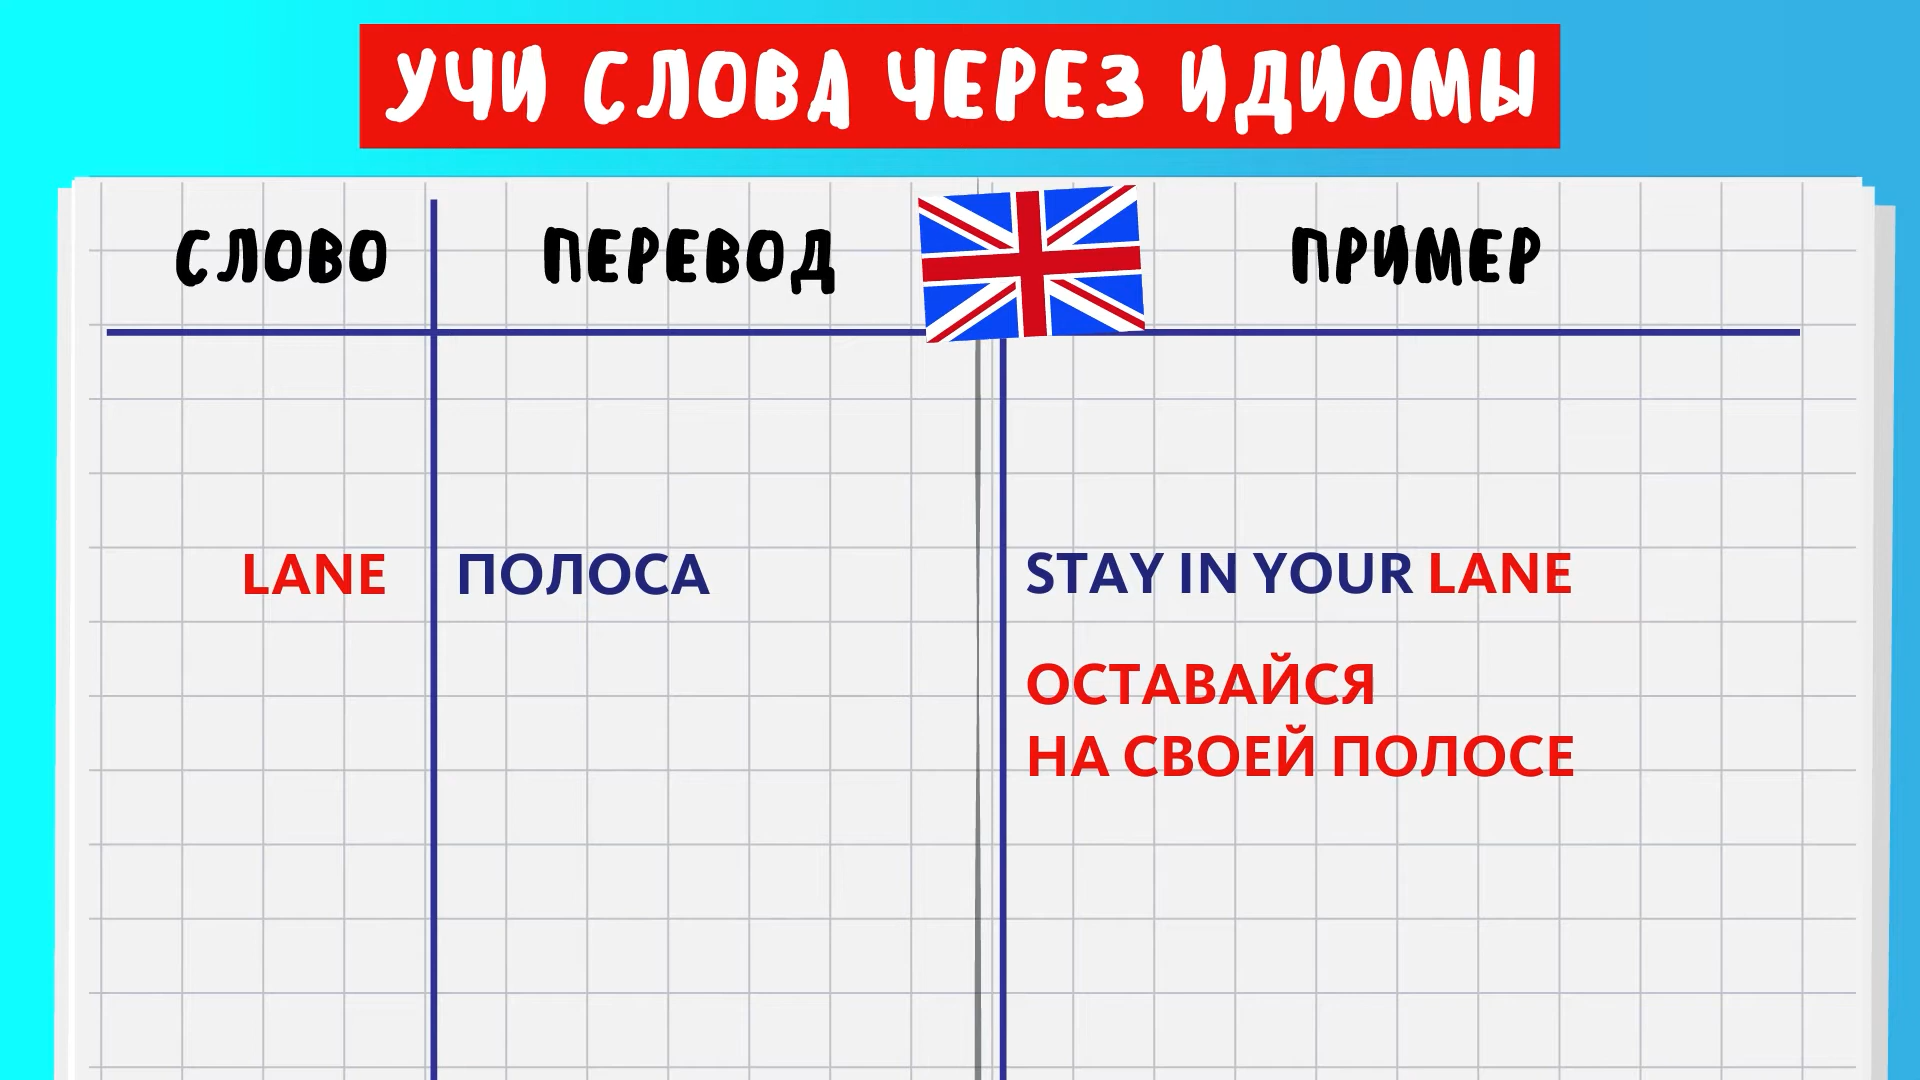 УЧИ СЛОВА ЧЕРЕЗ ИДИОМЫ
СЛОВО ПЕРЕВОД ПРИМЕР
LANE ПОЛОСА STAY IN YOUR LANE
ОСТАВАЙСЯ
НА СВОЕЙ ПОЛОСЕ